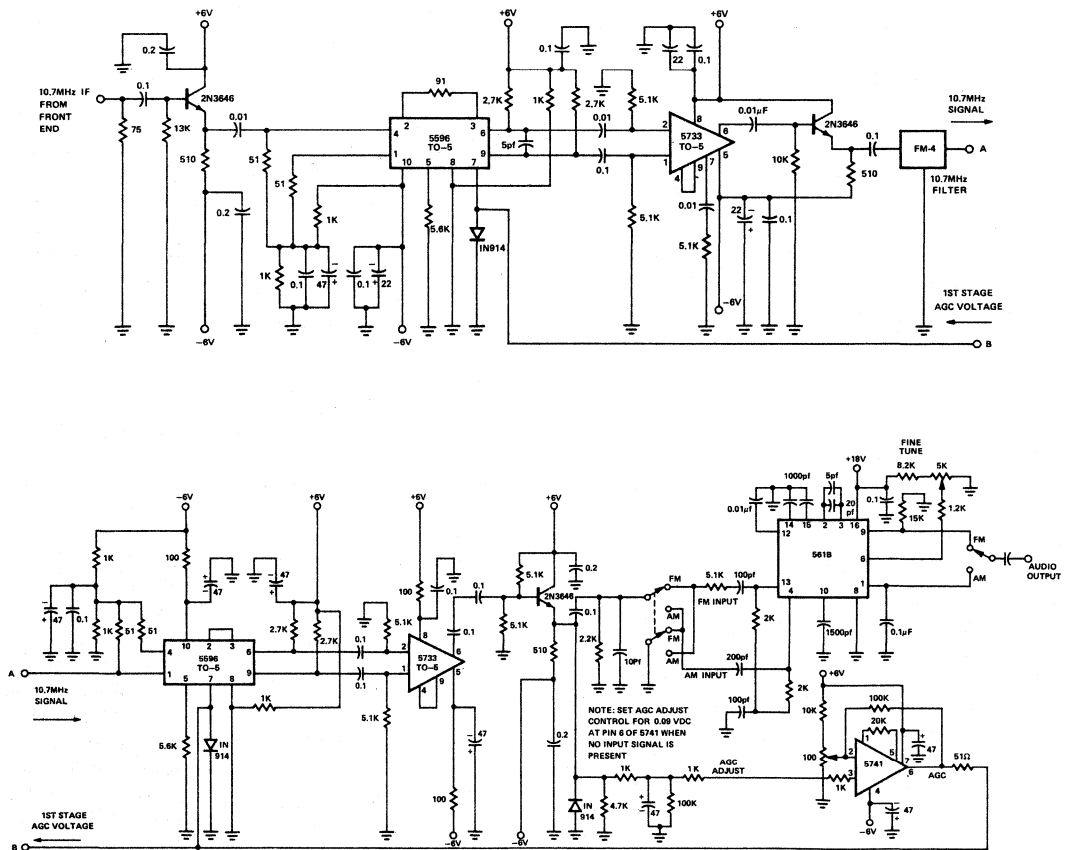 +6V
+6V
+6V
0.2
0.1
22
0.1
10.7MHz IF
FROM
FRONT
END
0.1
2N3646
91
2.7K
1K
2.7K
5.1K
0.01μF
10.7MHz
SIGNAL
0.01
75
13K
510
51
51
4
2
3
5596
TO-5
6
1
10
5
8
7
9
5pf
0.01
0.1
2
8
5733
TO-5
1
4
9
7
6
5
2N3646
10K
510
0.1
FM-4
A
10.7MHz
FILTER
0.2
1K
5.6K
IN914
5.1K
0.01
5.1K
22
0.1
1K
0.1
47
0.1
22
-6V
-6V
-6V
1ST STAGE
AGC VOLTAGE
B
-6V
+6V
+6V
+6V
+18V
FINE
TUNE
8.2K
5K
1K
100
47
47
100
0.1
5.1K
0.2
0.01μf
1000pf
5pf
20
pf
0.1
15K
1.2K
14
15
2
3
16
12
9
561B
6
13
1
4
10
8
FM
AM
AUDIO
OUTPUT
47
0.1
1K
51
51
2.7K
2.7K
0.1
5.1K
0.1
0.1
5.1K
2N3646
0.1
FM
5.1K
100pf
FM INPUT
AM
FM
AM
AM INPUT
200pf
2K
2K
100pf
1500pf
0.1μF
4
10
2
3
5596
TO-5
6
1
9
5
7
8
0.1
2
8
5733
TO-5
6
1
5
4
9
510
2.2K
10Pf
A
10.7MHz
SIGNAL
1K
5.6K
IN
914
5.1K
47
100
0.2
NOTE: SET AGC ADJUST
CONTROL FOR 0.09 VDC
AT PIN 6 OF 5741 WHEN
NO INPUT SIGNAL IS
PRESENT
+6V
10K
100
100K
20K
1
5
2
5741
7
3
6
4
47
51Ω
AGC
1K
47
-6V
1K
1K
AGC
ADJUST
IN
914
4.7K
47
100K
-6V
-6V
1ST STAGE
AGC VOLTAGE
B